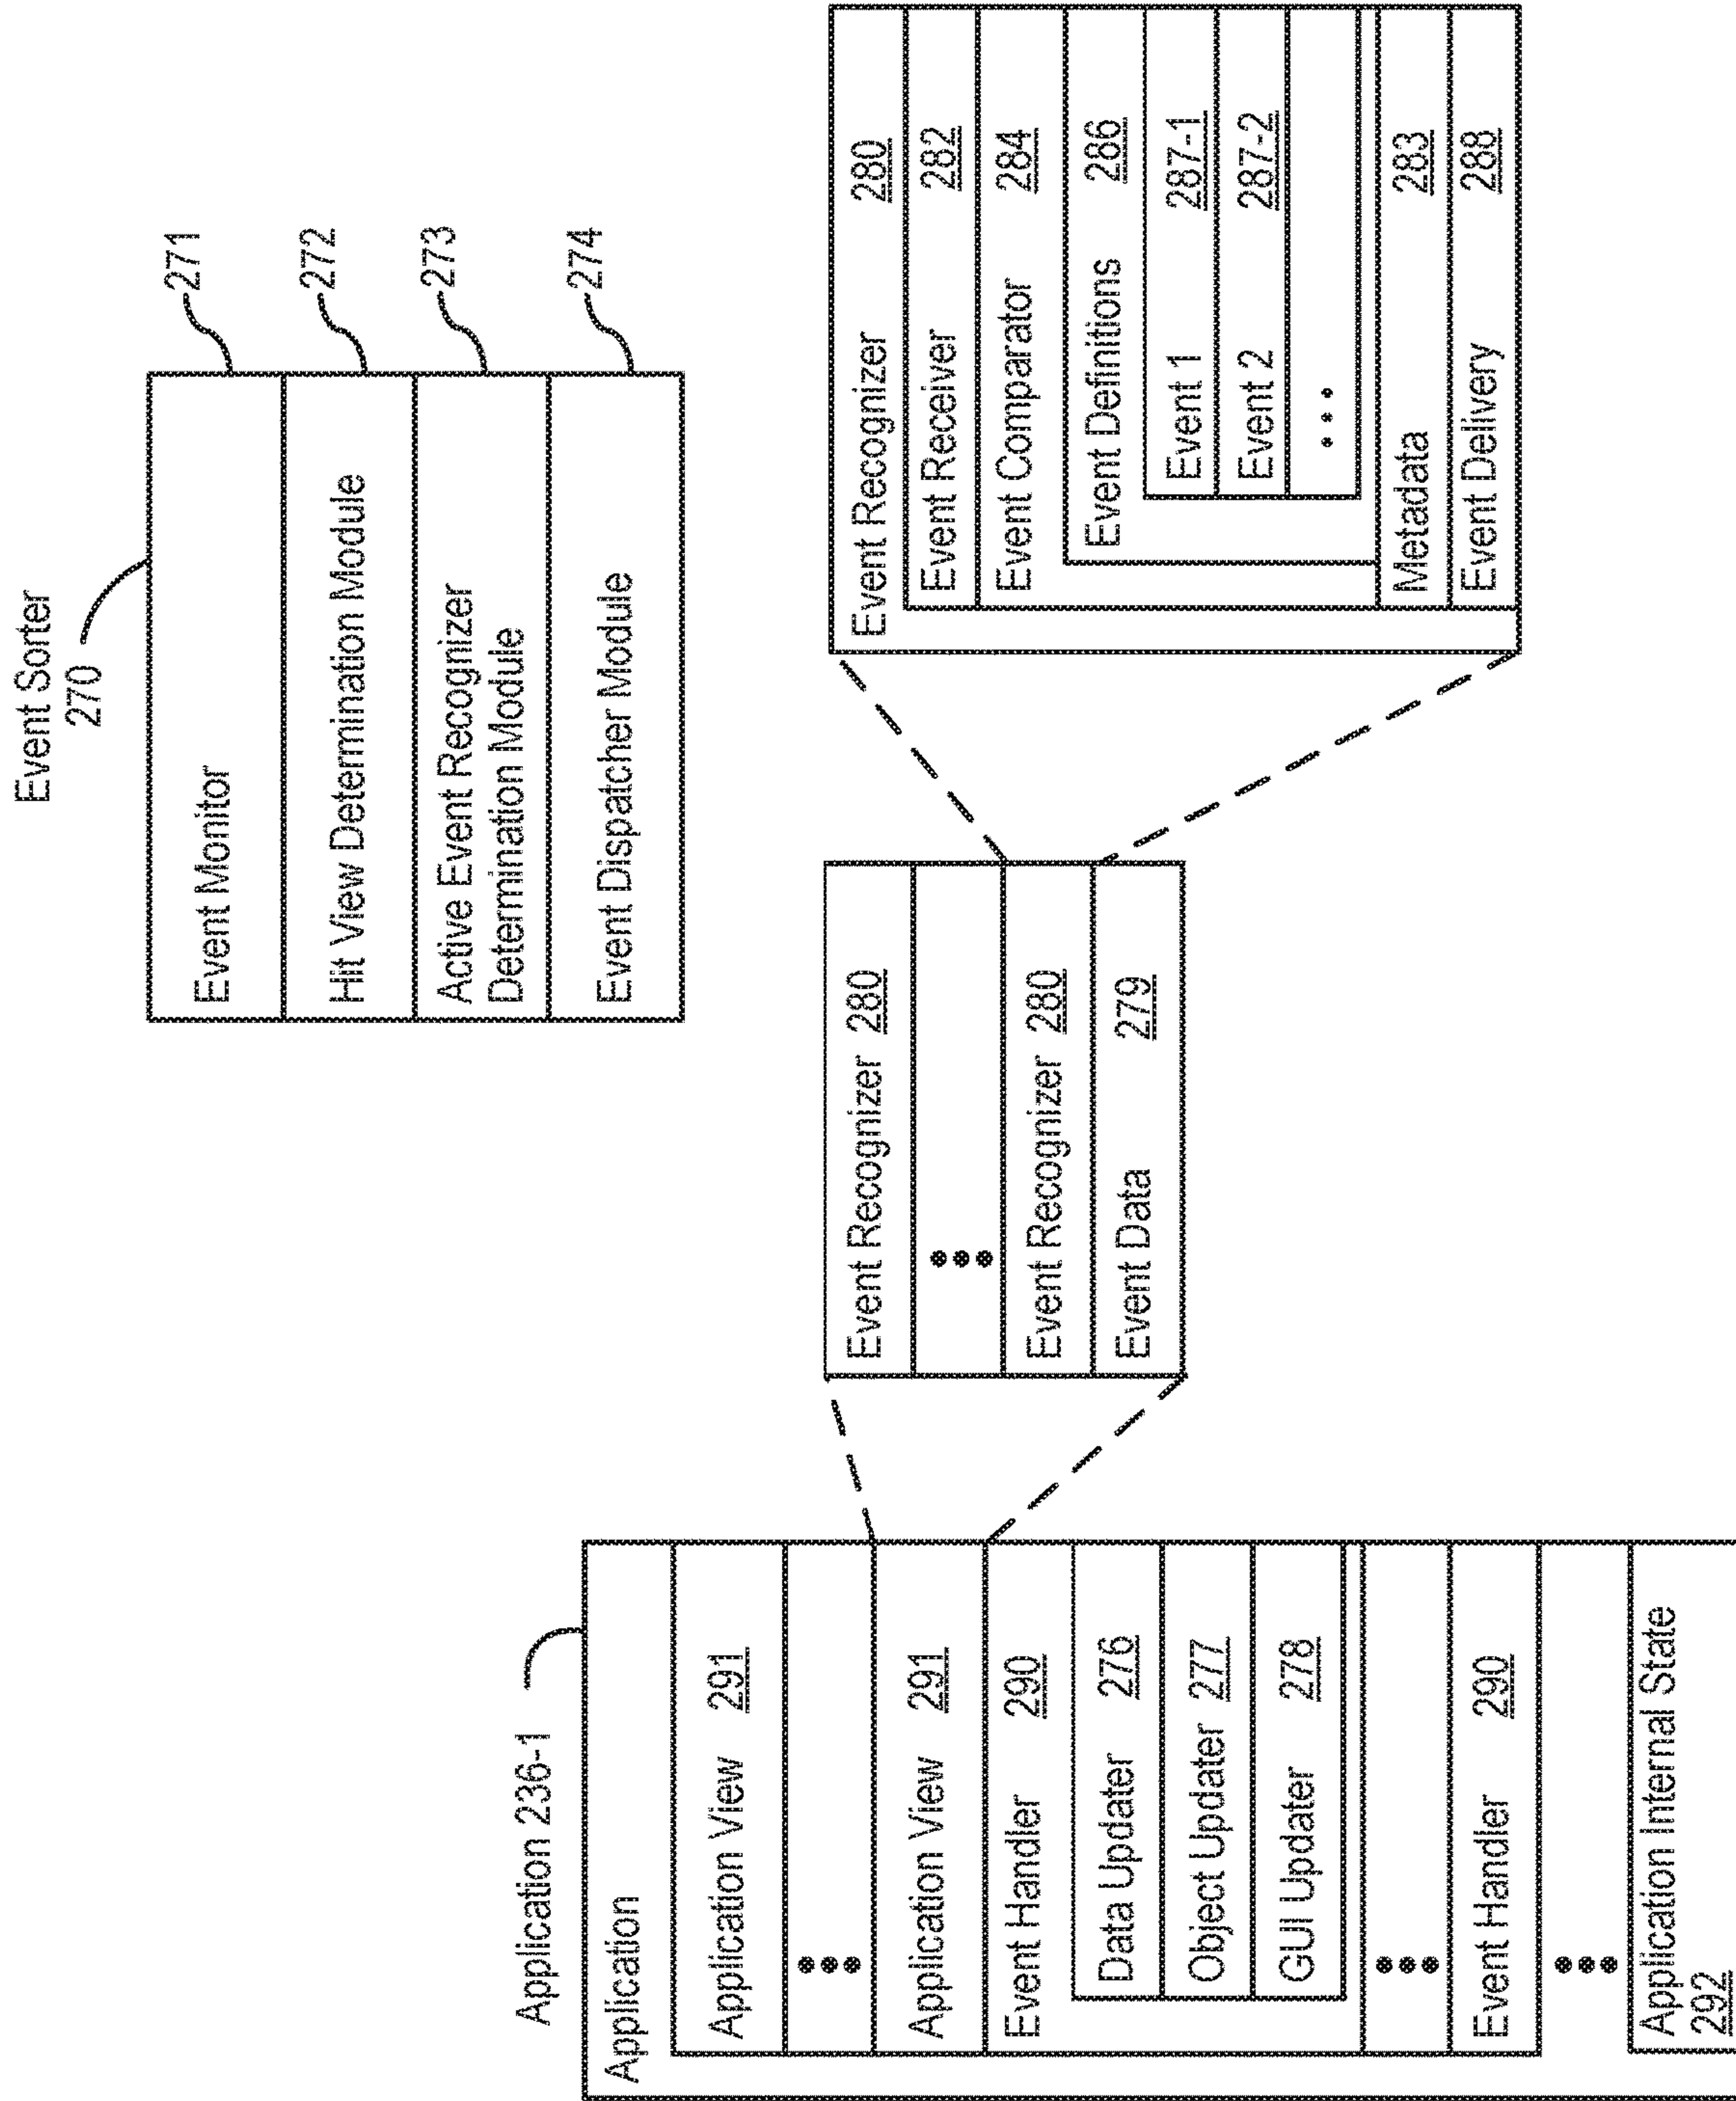 Event Sorter
270
Event Monitor
271
Hit View Determination Module
272
Active Event Recognizer
Determination Module
273
Event Dispatcher Module
274
Application 236-1
Application
Application View 291
•••
Application View 291
Event Handler 290
Data Updater 276
Object Updater 277
GUI Updater 278
•••
Event Handler 290
•••
Application Internal State
292
Event Recognizer 280
•••
Event Recognizer 280
Event Data 279
Event Recognizer 280
Event Receiver 282
Event Comparator 284
Event Definitions 286
Event 1 287-1
Event 2 287-2
•••
Metadata 283
Event Delivery 288